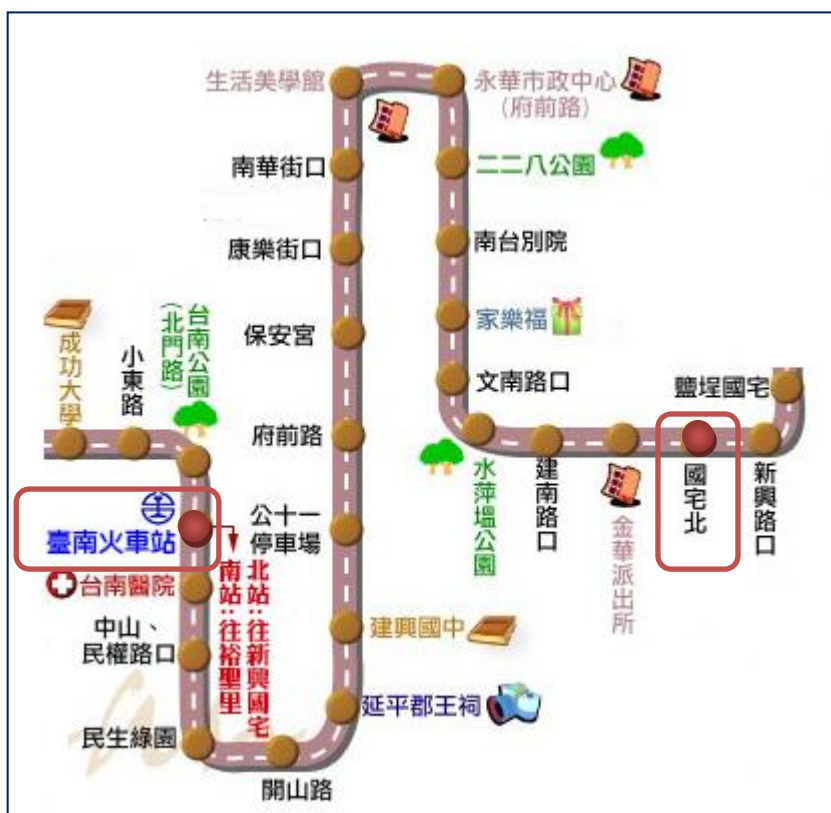 生活美學館
永華市政中心
(府前路)
南華街口
二二八公園
康樂街口
南台別院
保安宮
家樂福
成功大學
小東路
台南公園
(北門路)
府前路
文南路口
鹽埕國宅
水萍塭公園
建南路口
金華派出所
國宅北
新興路口
臺南火車站
公十一
停車場
北站:往新興國宅
南站:往裕聖里
台南醫院
中山、
民權路口
建興國中
延平郡王祠
民生綠園
開山路